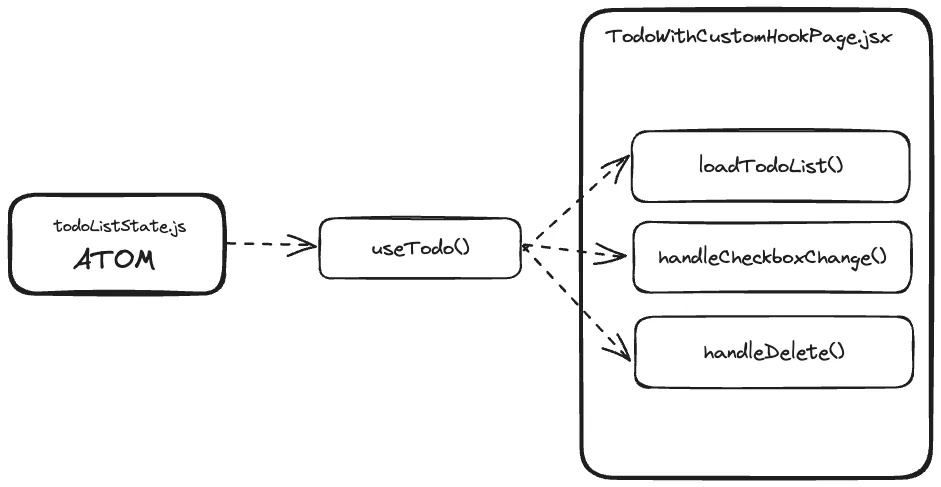 TodoWithCustomHookPage.jsx
loadTodoList()
todoListState.js
ATOM
useTodo()
handleCheckboxChange()
handleDelete()